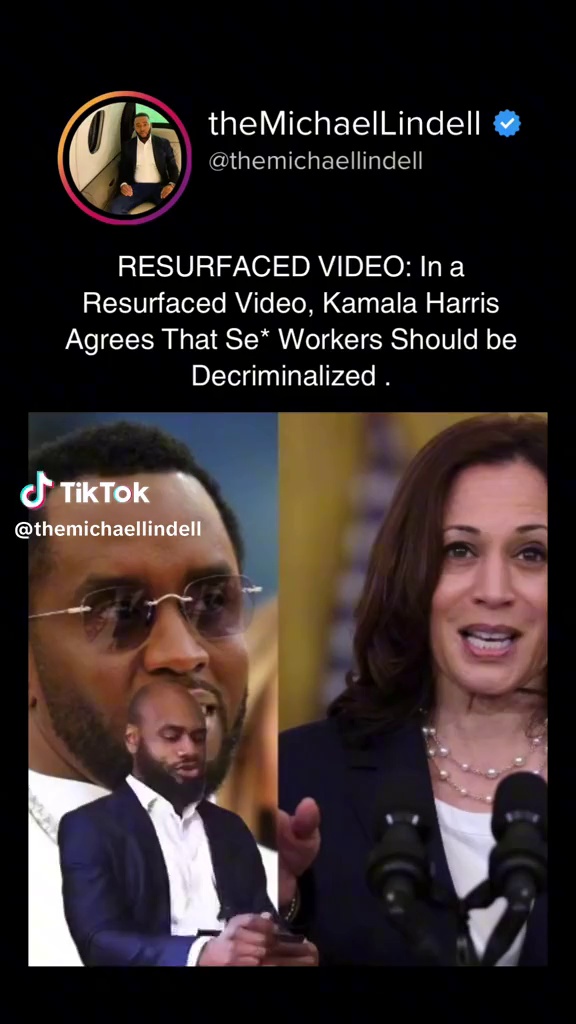 theMichaelLindell
@themichaellindell
RESURFACED VIDEO: In a
Resurfaced Video, Kamala Harris
Agrees That Se* Workers Should be
Decriminalized .
TikTok
@themichaellindell